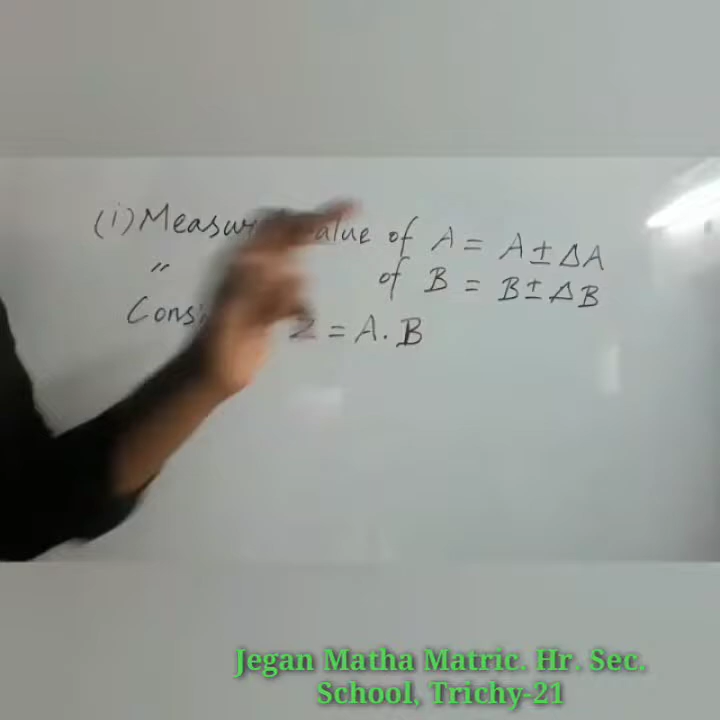 (i) Measur alue of A = A ± ΔA
〃 of B = B ± ΔB
Cons Z = A . B
Jegan Matha Matric. Hr. Sec.
School, Trichy-21